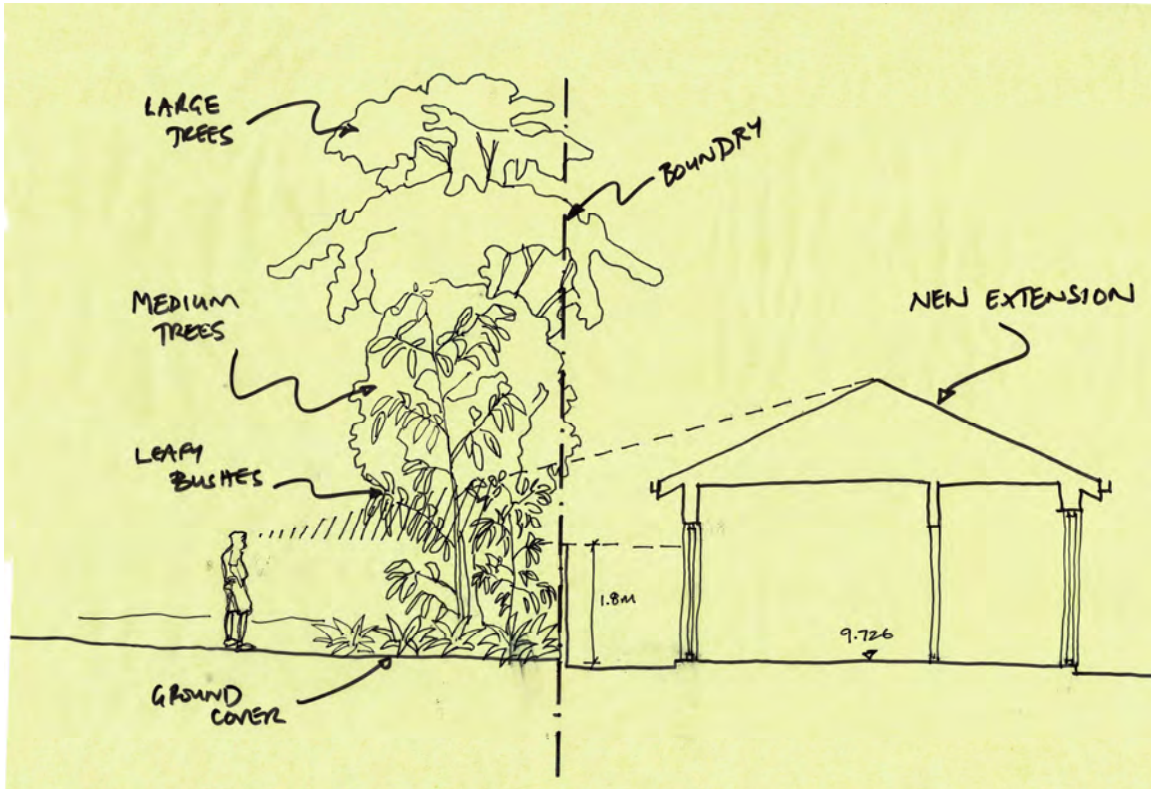 LARGE
TREES
BOUNDRY
MEDIUM
TREES
NEW EXTENSION
LEAFY
BUSHES
1.8m
9.726
GROUND
COVER